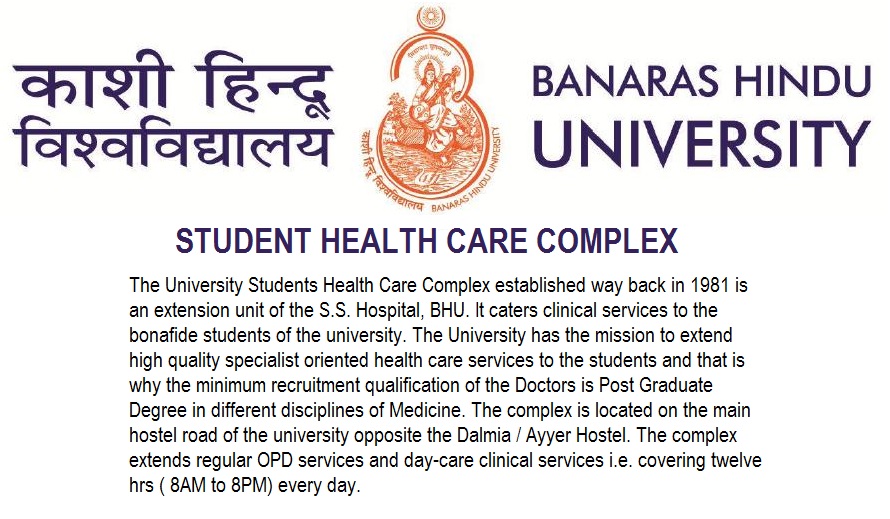 काशी हिन्दू
विश्वविद्यालय
BANARAS HINDU
UNIVERSITY
काशी हिन्दू विश्वविद्यालय BANARAS HINDU UNIVERSITY
STUDENT HEALTH CARE COMPLEX
The University Students Health Care Complex established way back in 1981 is
an extension unit of the S.S. Hospital, BHU. It caters clinical services to the
bonafide students of the university. The University has the mission to extend
high quality specialist oriented health care services to the students and that is
why the minimum recruitment qualification of the Doctors is Post Graduate
Degree in different disciplines of Medicine. The complex is located on the main
hostel road of the university opposite the Dalmia / Ayyer Hostel. The complex
extends regular OPD services and day-care clinical services i.e. covering twelve
hrs ( 8AM to 8PM) every day.